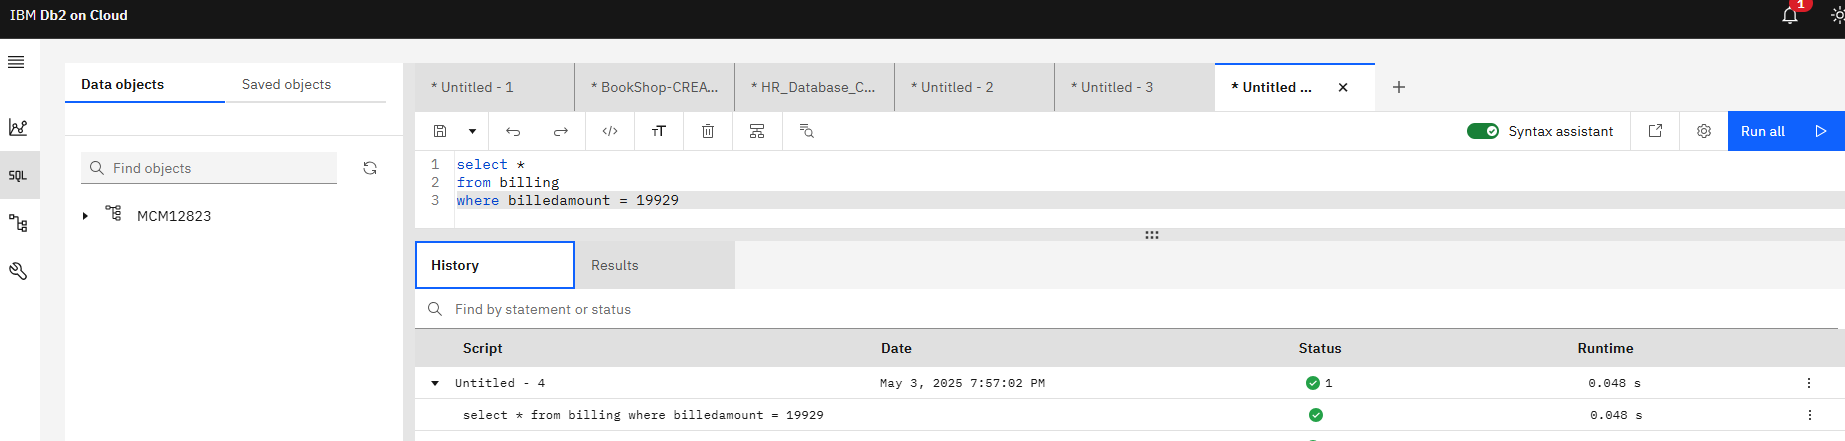 IBM Db2 on Cloud
1
Data objects
Saved objects
* Untitled - 1
* BookShop-CREA...
* HR_Database_C...
* Untitled - 2
* Untitled - 3
* Untitled ...
Syntax assistant
Run all
SQL
Find objects
MCM12823
1 select *
2 from billing
3 where billedamount = 19929
History
Results
Find by statement or status
Script Date Status Runtime
Untitled - 4 May 3, 2025 7:57:02 PM 1 0.048 s
select * from billing where billedamount = 19929 0.048 s